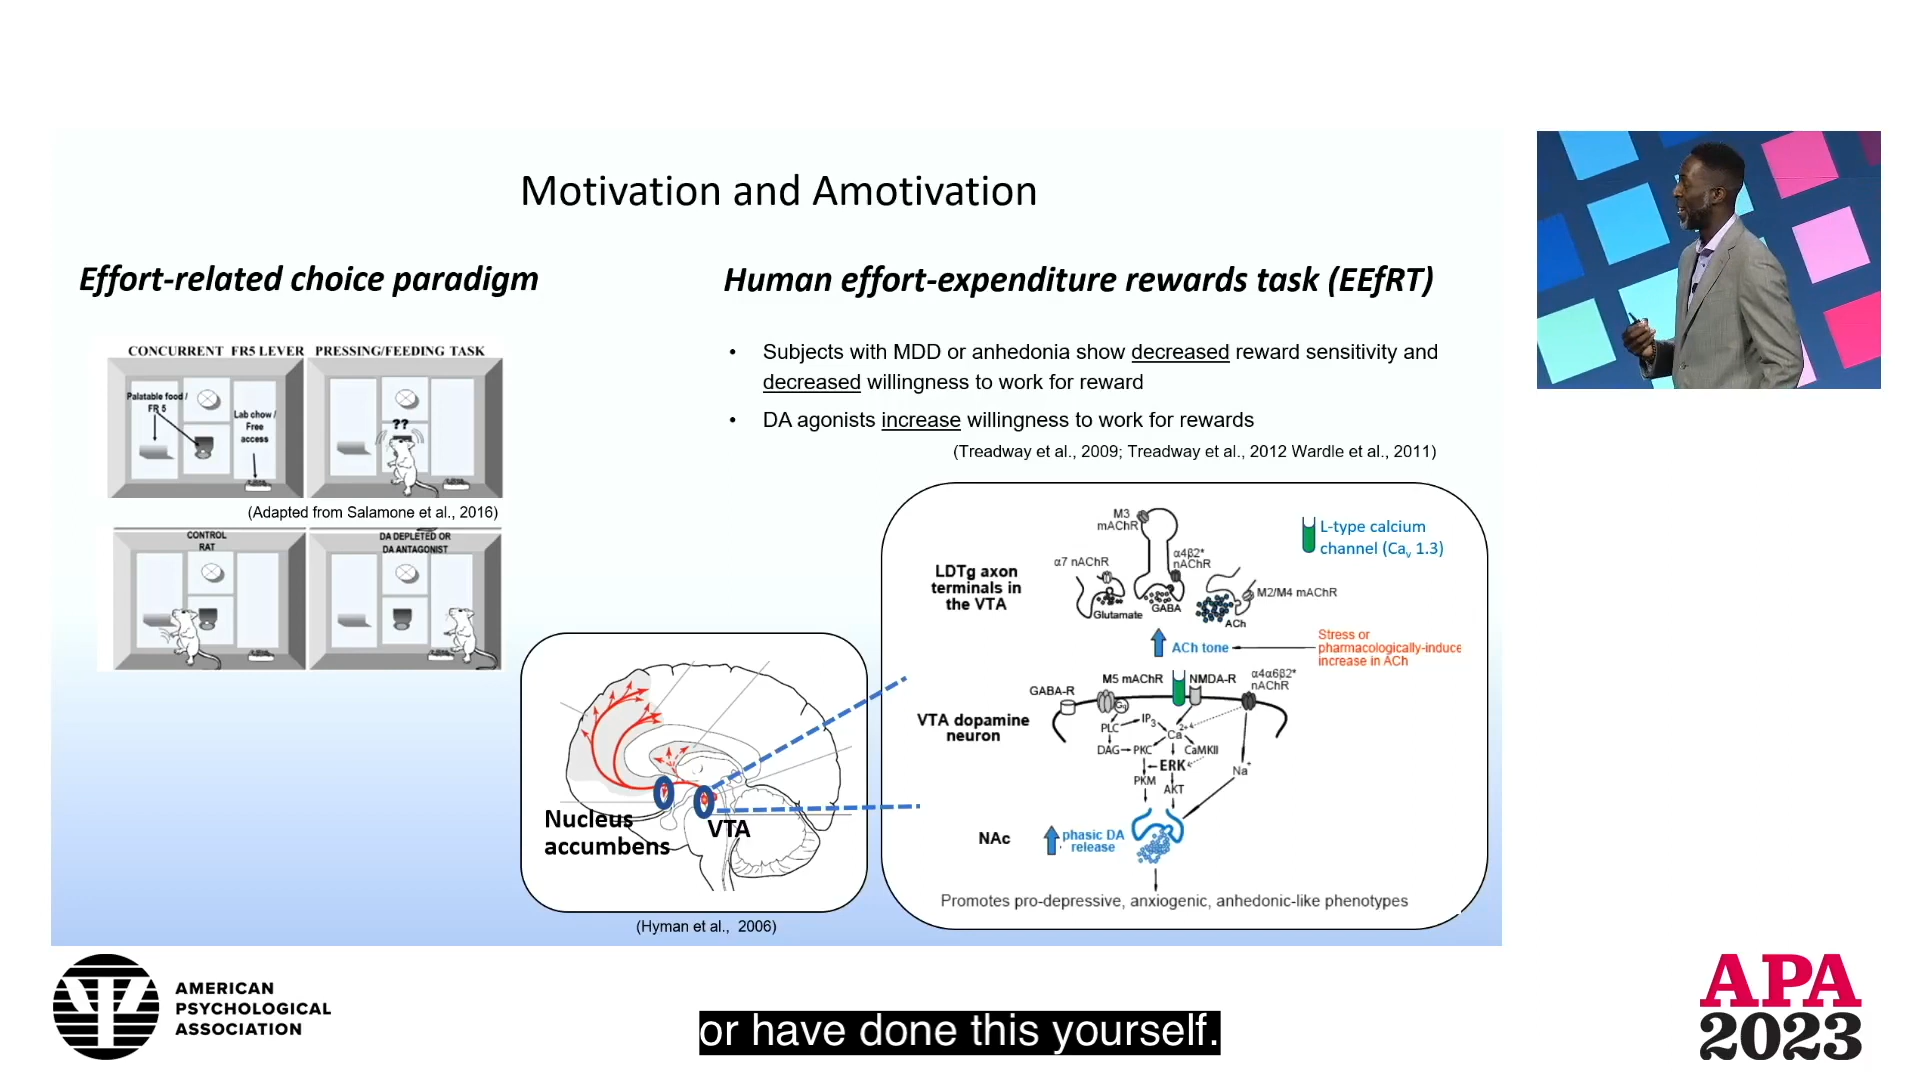 Motivation and Amotivation
Effort-related choice paradigm
CONCURRENT FR5 LEVER PRESSING/FEEDING TASK
Palatable food /
FR 5
Lab chow /
Free
access
??
(Adapted from Salamone et al., 2016)
CONTROL
RAT
DA DEPLETED OR
DA ANTAGONIST
Human effort-expenditure rewards task (EEfRT)
• Subjects with MDD or anhedonia show decreased reward sensitivity and
decreased willingness to work for reward
• DA agonists increase willingness to work for rewards
(Treadway et al., 2009; Treadway et al., 2012 Wardle et al., 2011)
Nucleus
accumbens
VTA
(Hyman et al., 2006)
M3
mAChR
L-type calcium
channel (Cav 1.3)
α7 nAChR
α4β2*
nAChR
LDTg axon
terminals in
the VTA
M2/M4 mAChR
Glutamate
GABA
ACh
ACh tone
Stress or
pharmacologically-induce
increase in ACh
GABA-R
M5 mAChR
NMDA-R
α4α6β2*
nAChR
Gq
VTA dopamine
neuron
PLC
IP3
Ca2+
DAG
PKC
CaMKII
ERK
PKM
AKT
Na+
NAc
phasic DA
release
Promotes pro-depressive, anxiogenic, anhedonic-like phenotypes
AMERICAN
PSYCHOLOGICAL
ASSOCIATION
or have done this yourself.
APA
2023